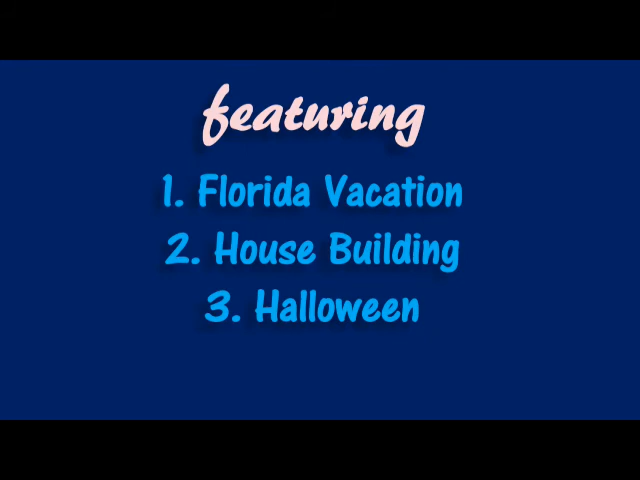 featuring
1. Florida Vacation
2. House Building
3. Halloween